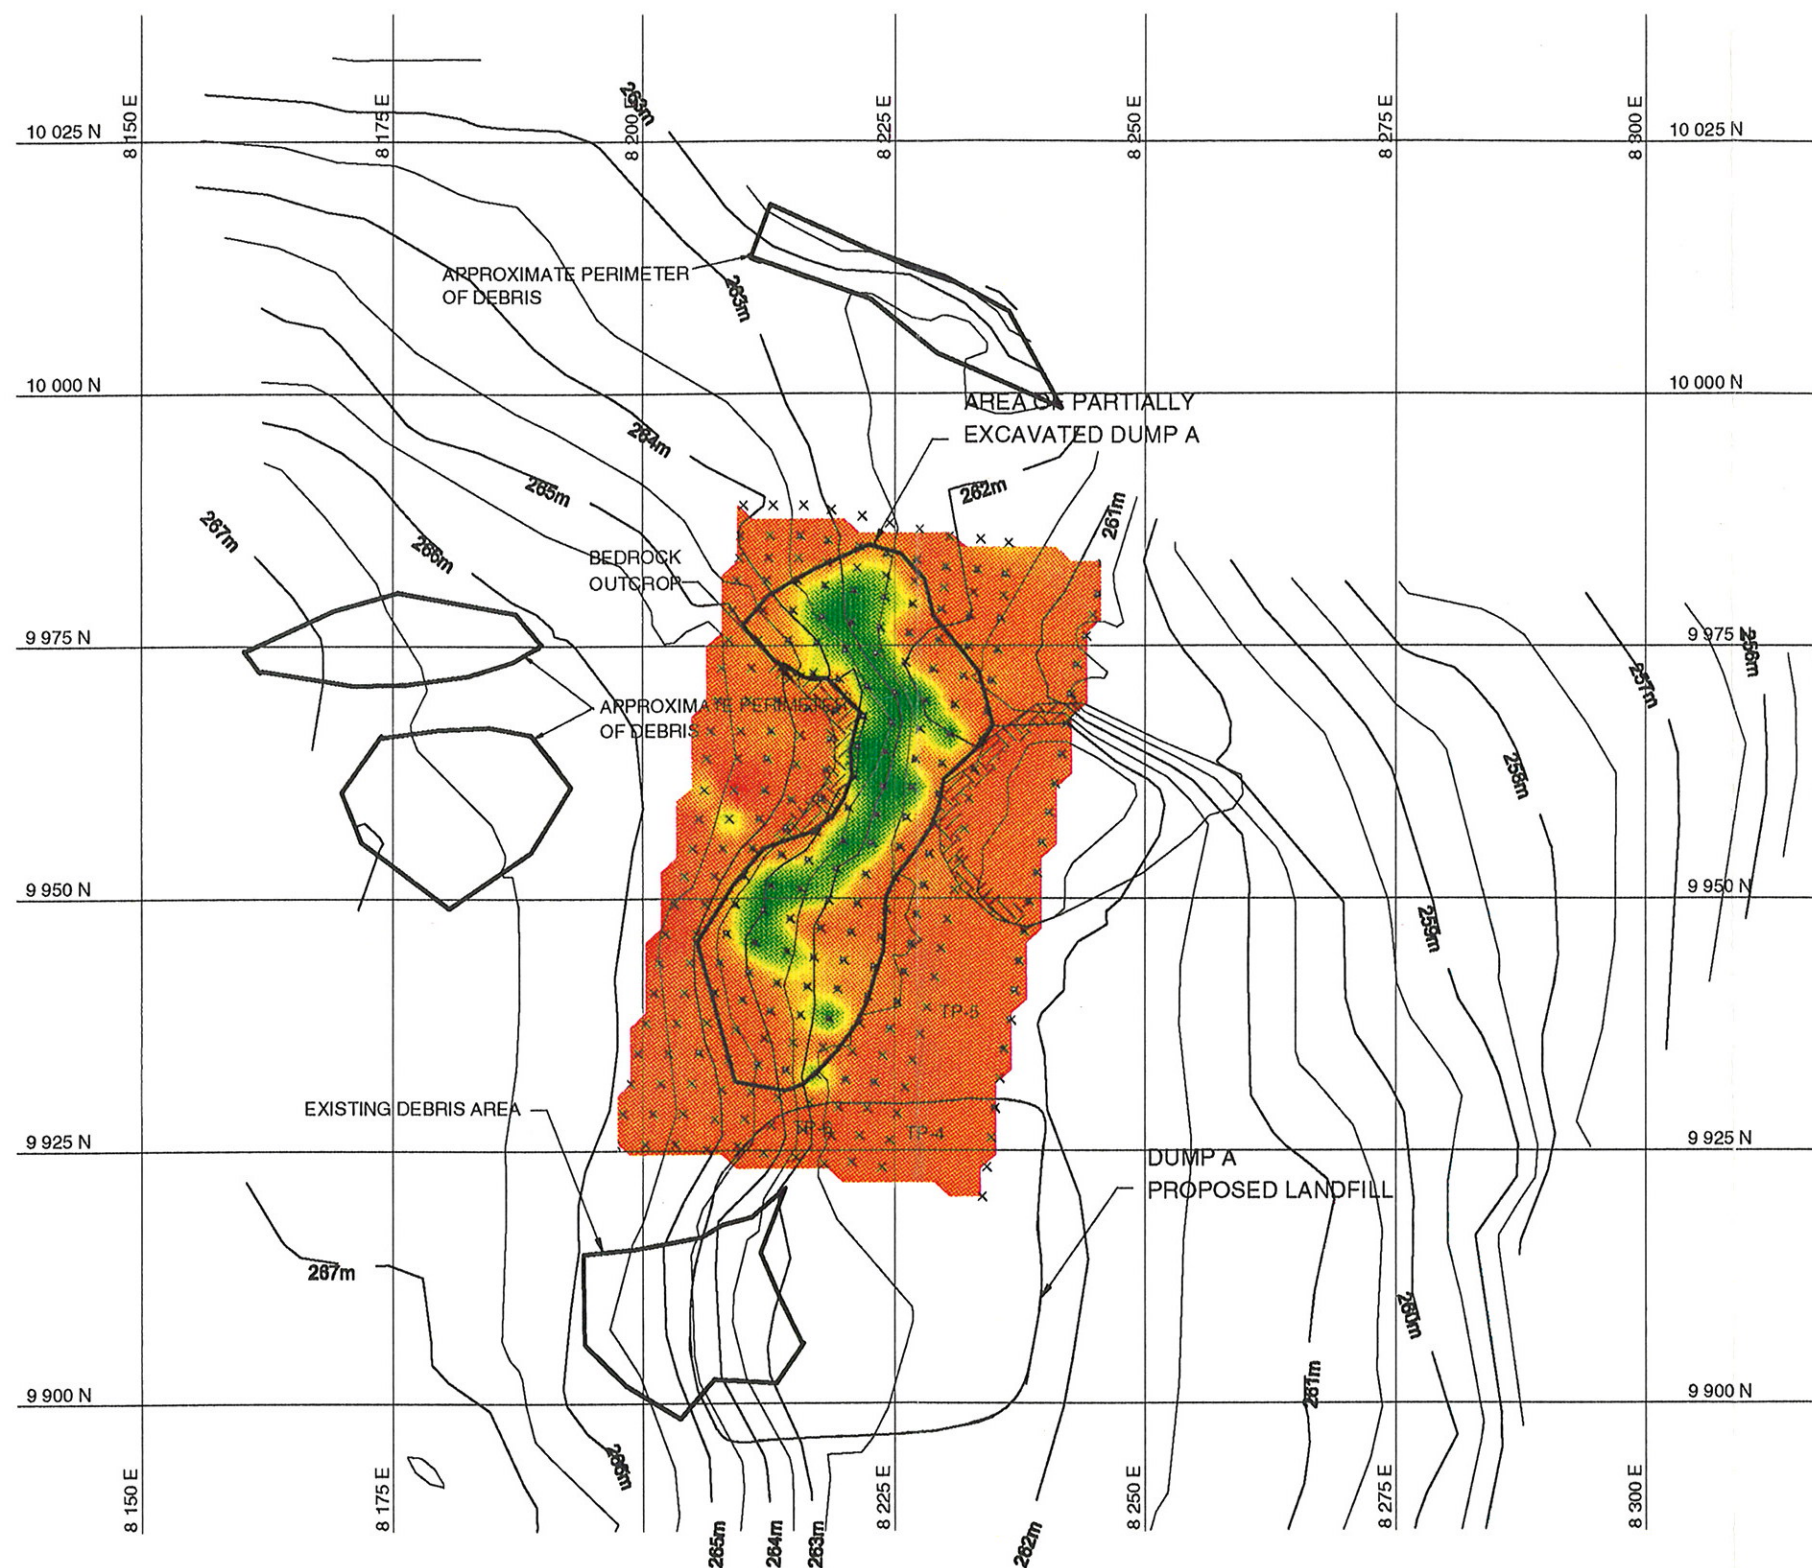 8 150 E
8 175 E
8 200 E
8 225 E
8 250 E
8 275 E
8 300 E
263m
10 025 N
10 025 N
APPROXIMATE PERIMETER
OF DEBRIS
263m
10 000 N
10 000 N
AREA OF PARTIALLY
EXCAVATED DUMP A
264m
265m
262m
261m
267m
266m
BEDROCK
OUTCROP
9 975 N
9 975 N
256m
257m
APPROXIMATE PERIMETER
OF DEBRIS
258m
9 950 N
9 950 N
259m
TP-5
EXISTING DEBRIS AREA
TP-6
TP-4
9 925 N
9 925 N
DUMP A
PROPOSED LANDFILL
267m
260m
261m
9 900 N
9 900 N
8 150 E
8 175 E
8 225 E
8 250 E
8 275 E
8 300 E
265m
264m
263m
262m